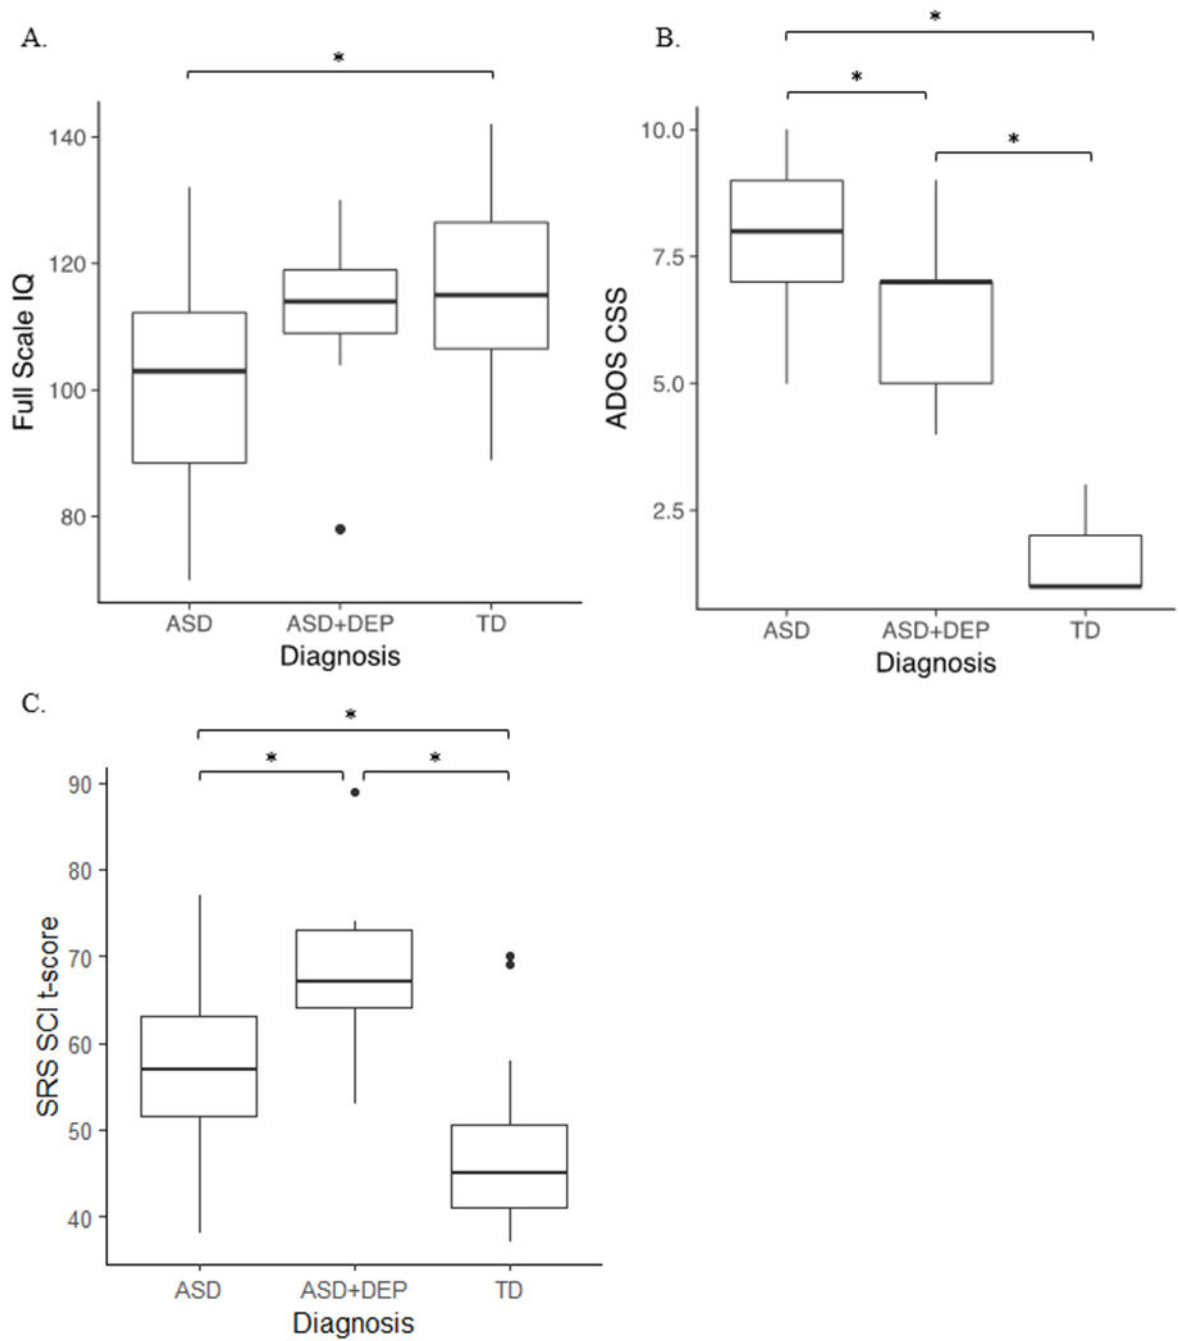 A.
*
140
120
100
80
Full Scale IQ
ASD ASD+DEP TD
Diagnosis
B.
*
*
*
10.0
7.5
5.0
2.5
ADOS CSS
ASD ASD+DEP TD
Diagnosis
C.
*
* *
90
80
70
60
50
40
SRS SCI t-score
ASD ASD+DEP TD
Diagnosis